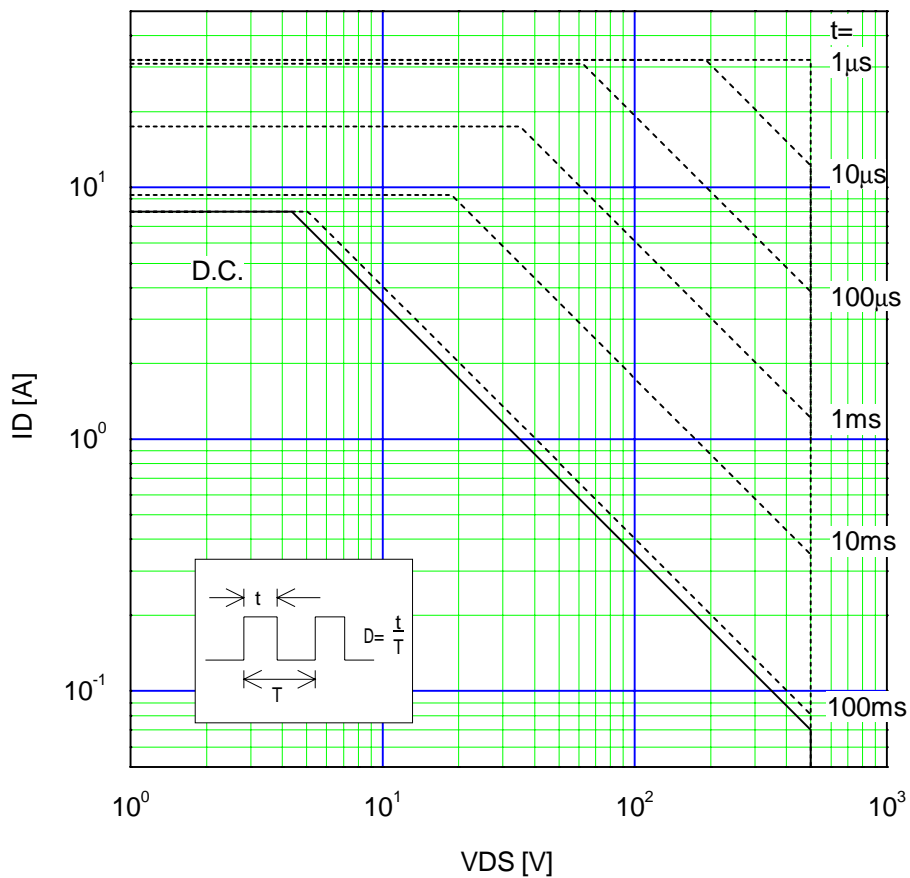 t=
1µs
10µs
10¹
D.C.
100µs
ID [A]
1ms
10⁰
10ms
t
D= t/T
T
10⁻¹
100ms
10⁰
10¹
10²
10³
VDS [V]